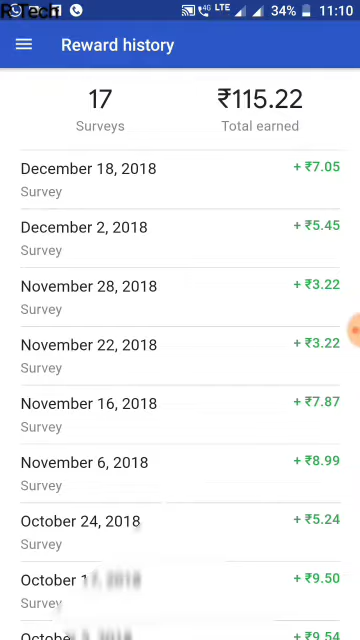 R Tech
4G LTE 34% 11:10
Reward history
17 ₹115.22
Surveys Total earned
December 18, 2018 + ₹7.05
Survey
December 2, 2018 + ₹5.45
Survey
November 28, 2018 + ₹3.22
Survey
November 22, 2018 + ₹3.22
Survey
November 16, 2018 + ₹7.87
Survey
November 6, 2018 + ₹8.99
Survey
October 24, 2018 + ₹5.24
Survey
October + ₹9.50
Survey
+ ₹9.54